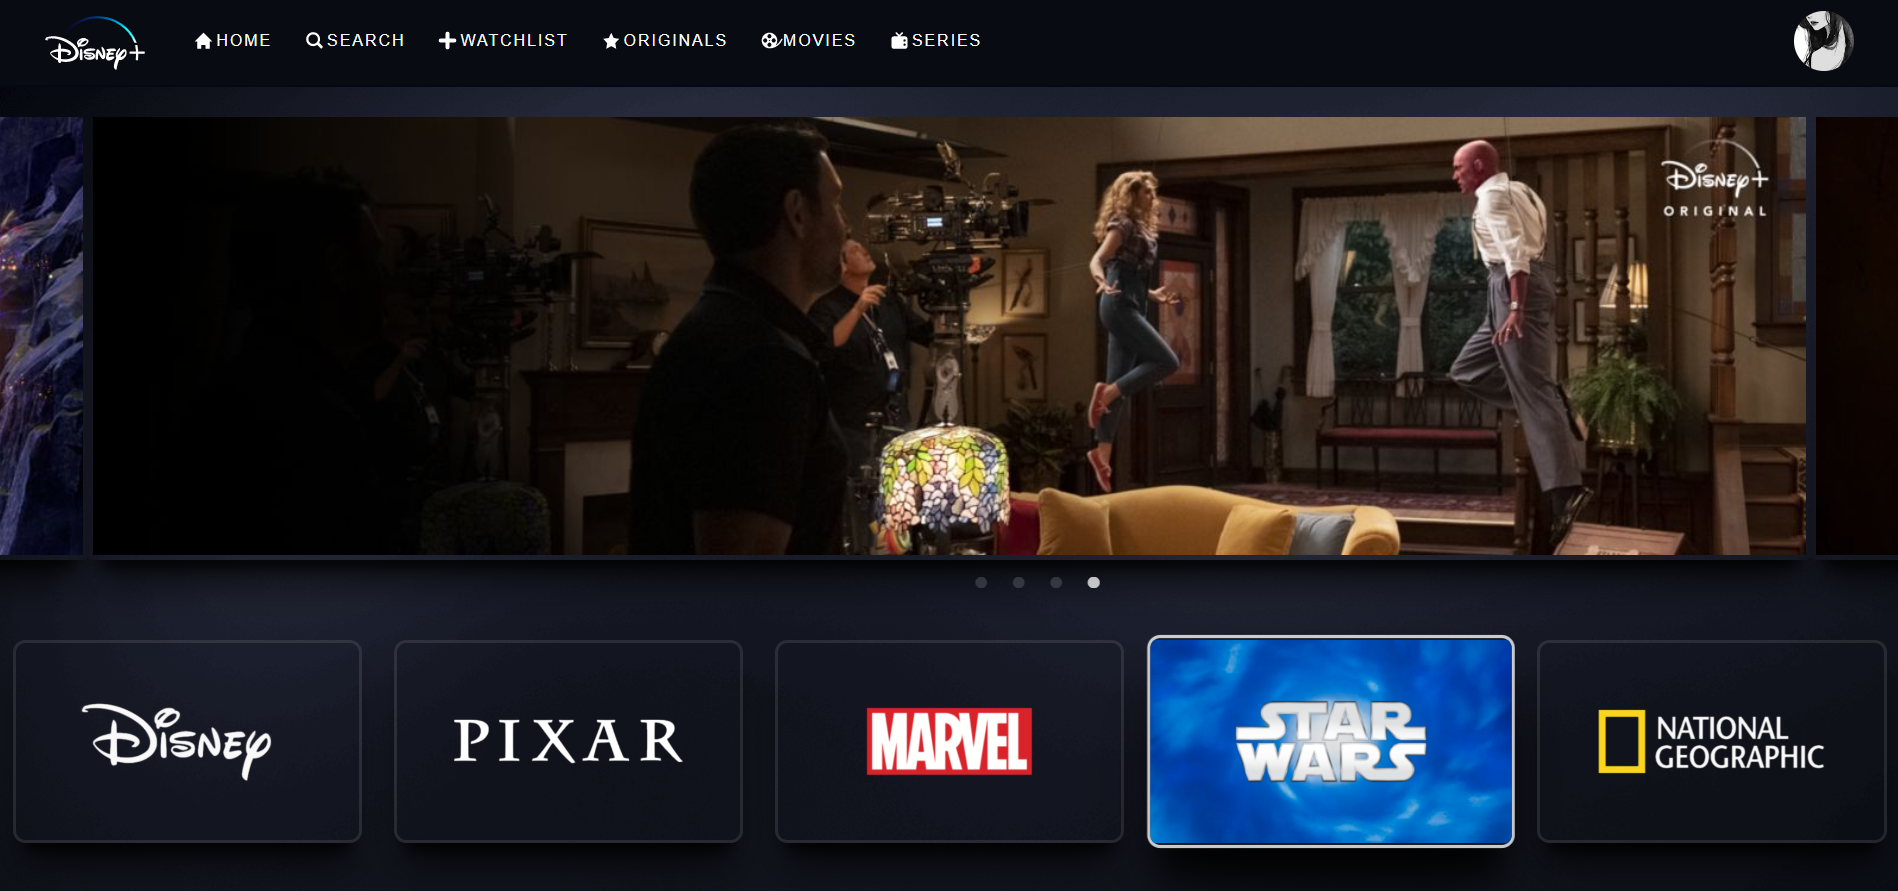 Disney+
HOME
SEARCH
WATCHLIST
ORIGINALS
MOVIES
SERIES
Disney+
ORIGINAL
Disney
PIXAR
MARVEL
STAR
WARS
NATIONAL
GEOGRAPHIC